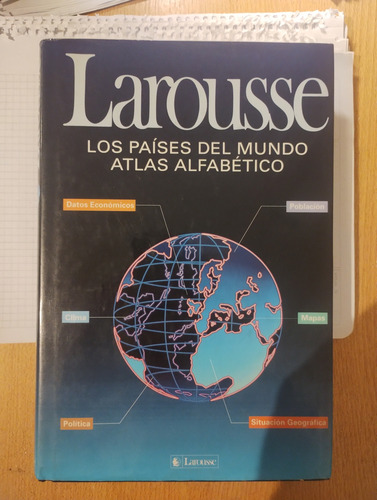 Larousse
LOS PAÍSES DEL MUNDO
ATLAS ALFABÉTICO
Datos Económicos
Población
Clima
Mapas
Política
Situación Geográfica
Larousse